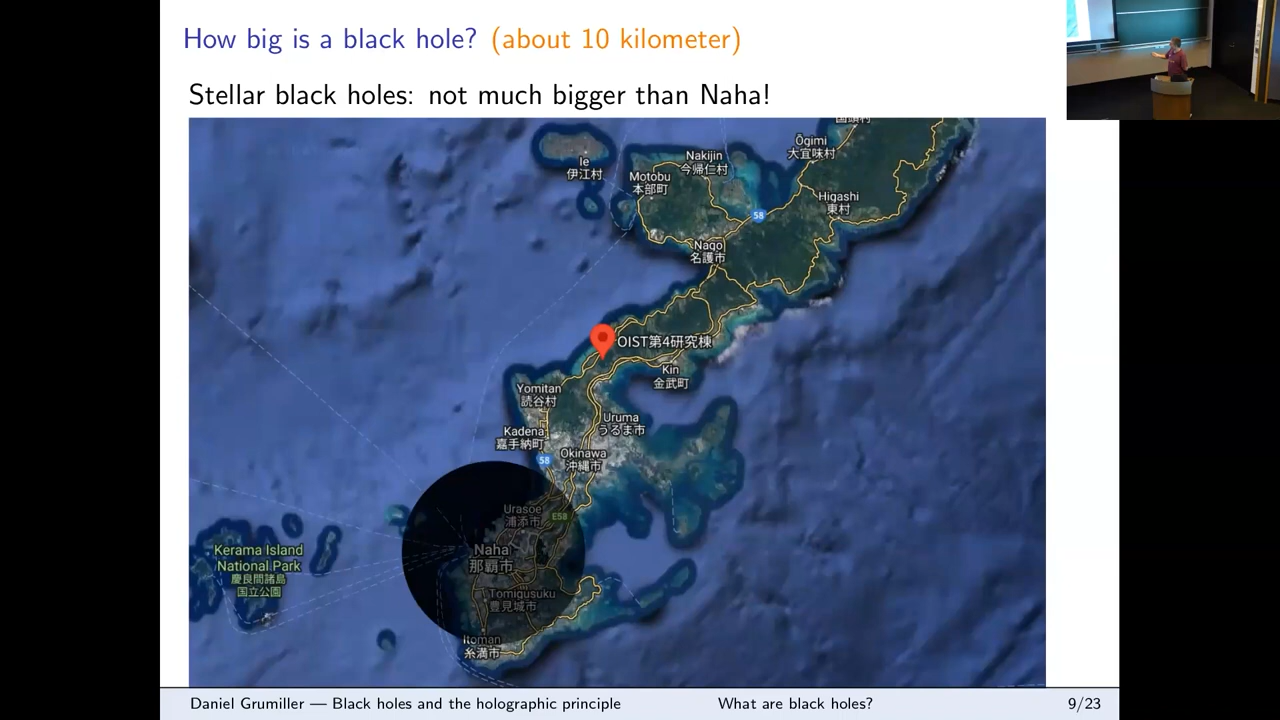 How big is a black hole? (about 10 kilometer)
Stellar black holes: not much bigger than Naha!
国頭村
Ōgimi
大宜味村
Ie
伊江村
Nakijin
今帰仁村
Motobu
本部町
Higashi
東村
58
Nago
名護市
OIST第4研究棟
Kin
金武町
Yomitan
読谷村
Uruma
うるま市
Kadena
嘉手納町
Okinawa
沖縄市
58
Urasoe
浦添市
E58
Naha
那覇市
Kerama Island
National Park
慶良間諸島
国立公園
Tomigusuku
豊見城市
Itoman
糸満市
Daniel Grumiller — Black holes and the holographic principle
What are black holes?
9/23